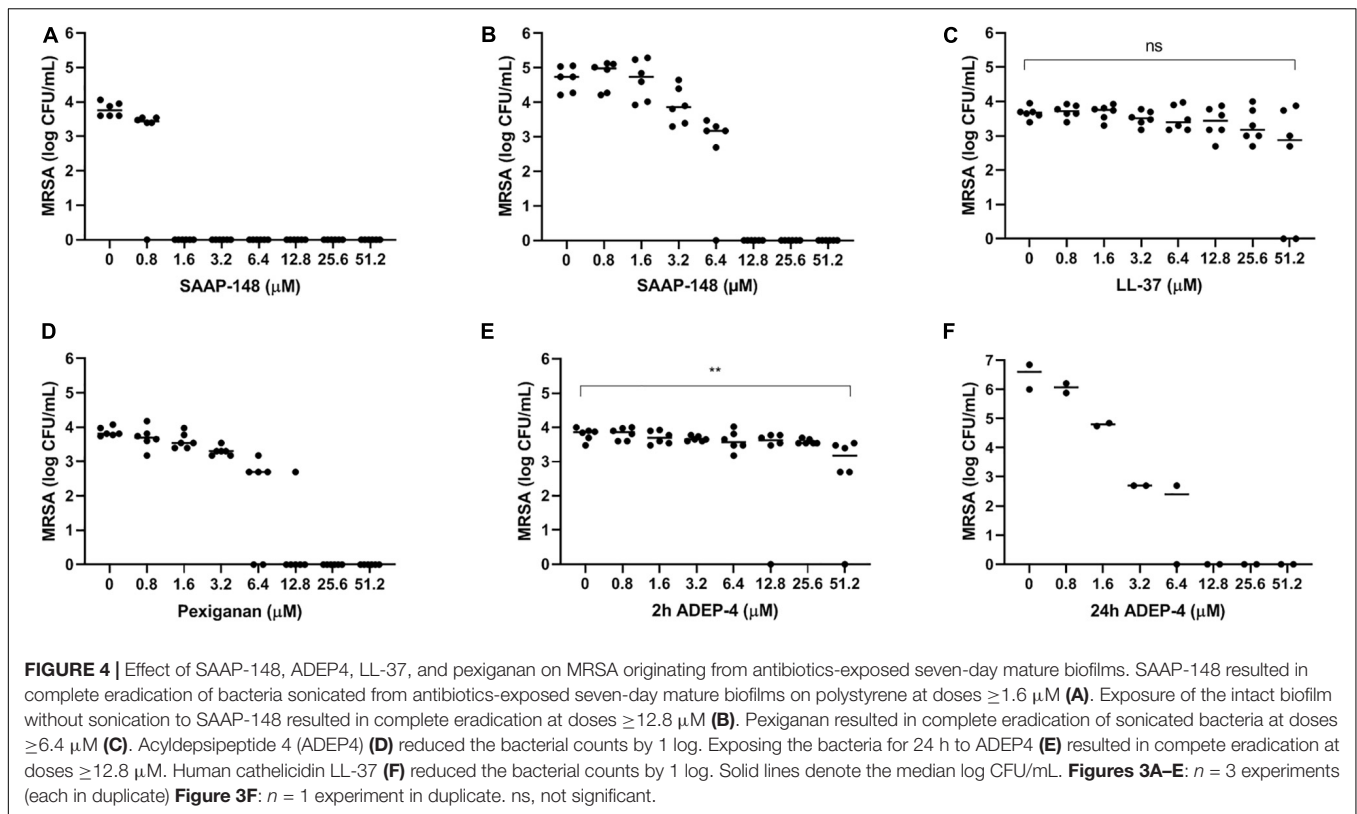 A
MRSA (log CFU/mL)
6
5
4
3
2
1
0
0 0.8 1.6 3.2 6.4 12.8 25.6 51.2
SAAP-148 (μM)
B
MRSA (log CFU/mL)
6
5
4
3
2
1
0
0 0.8 1.6 3.2 6.4 12.8 25.6 51.2
SAAP-148 (µM)
C
MRSA (log CFU/mL)
6
5
4
3
2
1
0
ns
0 0.8 1.6 3.2 6.4 12.8 25.6 51.2
LL-37 (μM)
D
MRSA (log CFU/mL)
6
5
4
3
2
1
0
0 0.8 1.6 3.2 6.4 12.8 25.6 51.2
Pexiganan (μM)
E
MRSA (log CFU/mL)
6
5
4
3
2
1
0
**
0 0.8 1.6 3.2 6.4 12.8 25.6 51.2
2h ADEP-4 (μM)
F
MRSA (log CFU/mL)
7
6
5
4
3
2
1
0
0 0.8 1.6 3.2 6.4 12.8 25.6 51.2
24h ADEP-4 (μM)
FIGURE 4 | Effect of SAAP-148, ADEP4, LL-37, and pexiganan on MRSA originating from antibiotics-exposed seven-day mature biofilms. SAAP-148 resulted in
complete eradication of bacteria sonicated from antibiotics-exposed seven-day mature biofilms on polystyrene at doses ≥1.6 μM (A). Exposure of the intact biofilm
without sonication to SAAP-148 resulted in complete eradication at doses ≥12.8 μM (B). Pexiganan resulted in complete eradication of sonicated bacteria at doses
≥6.4 μM (C). Acyldepsipeptide 4 (ADEP4) (D) reduced the bacterial counts by 1 log. Exposing the bacteria for 24 h to ADEP4 (E) resulted in compete eradication at
doses ≥12.8 μM. Human cathelicidin LL-37 (F) reduced the bacterial counts by 1 log. Solid lines denote the median log CFU/mL. Figures 3A–E: n = 3 experiments
(each in duplicate) Figure 3F: n = 1 experiment in duplicate. ns, not significant.